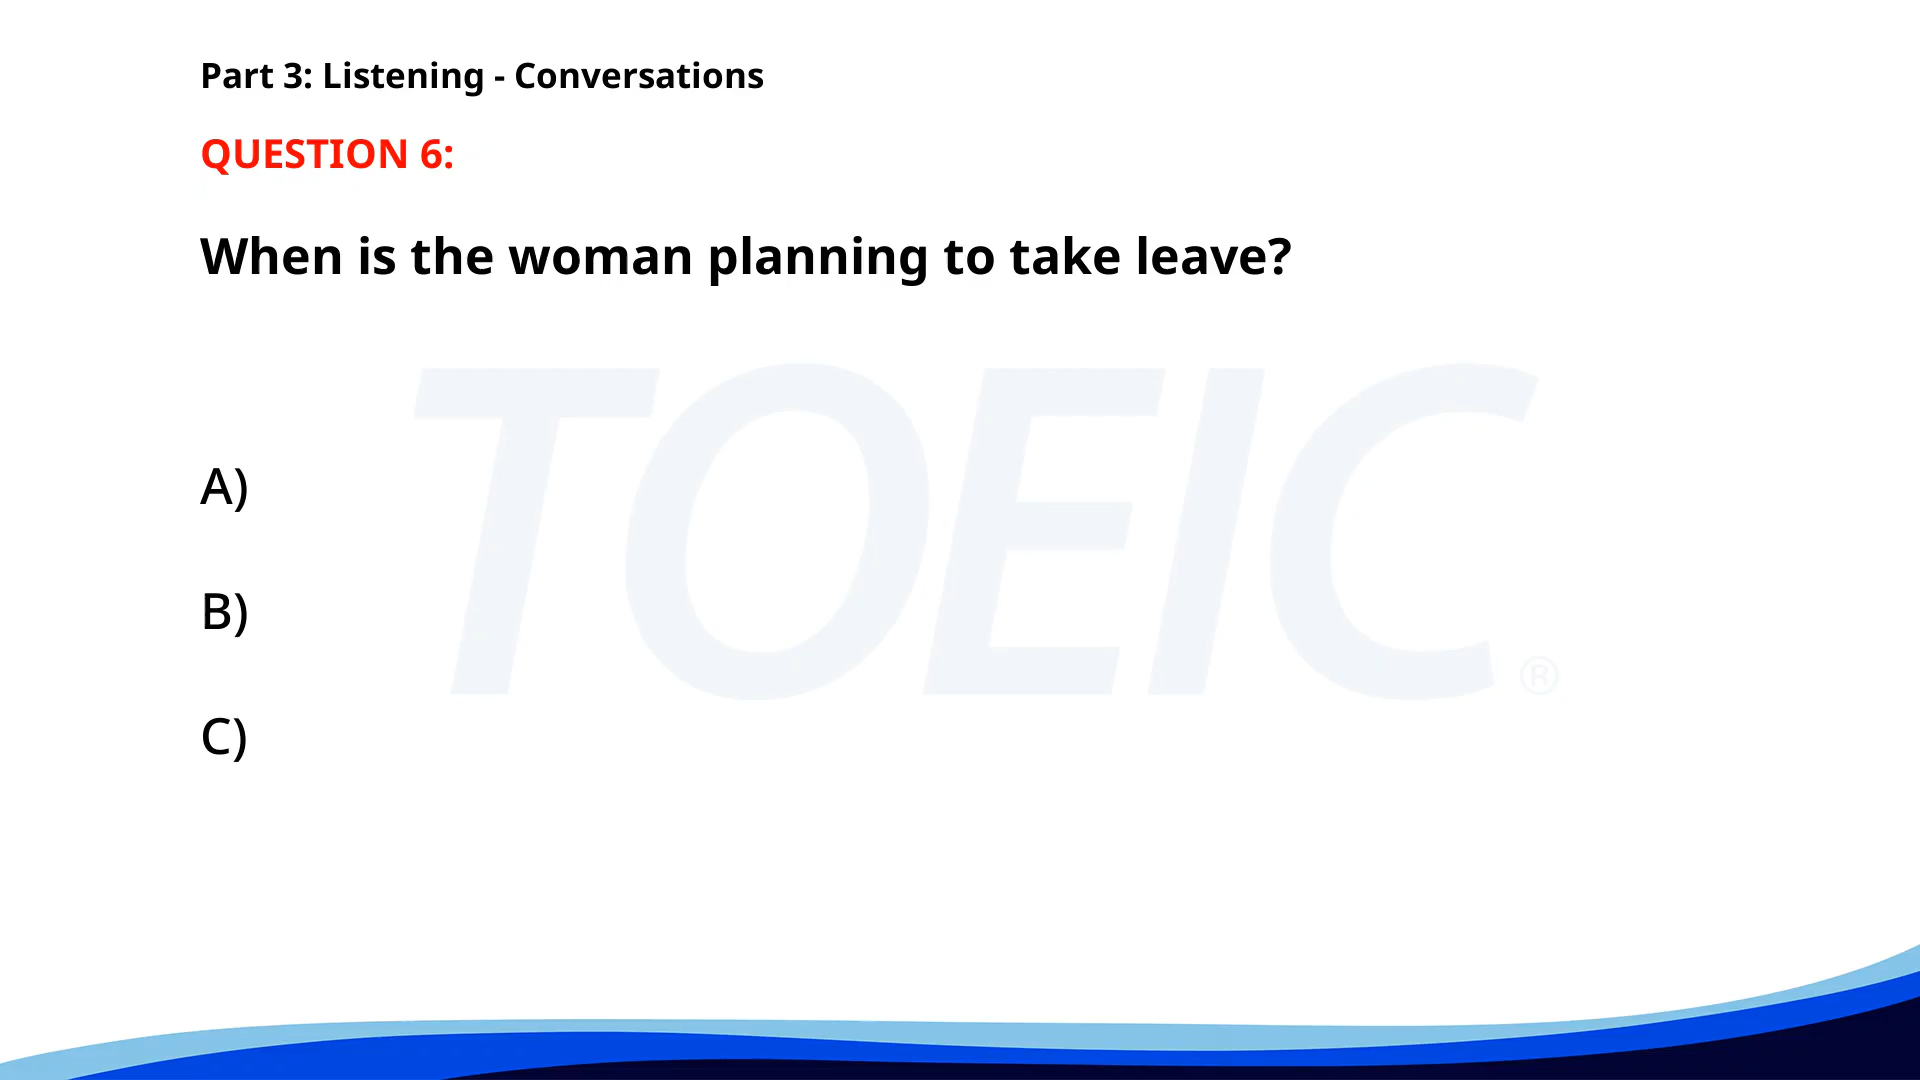 Part 3: Listening - Conversations
QUESTION 6:
When is the woman planning to take leave?
TOEIC®
A)
B)
C)